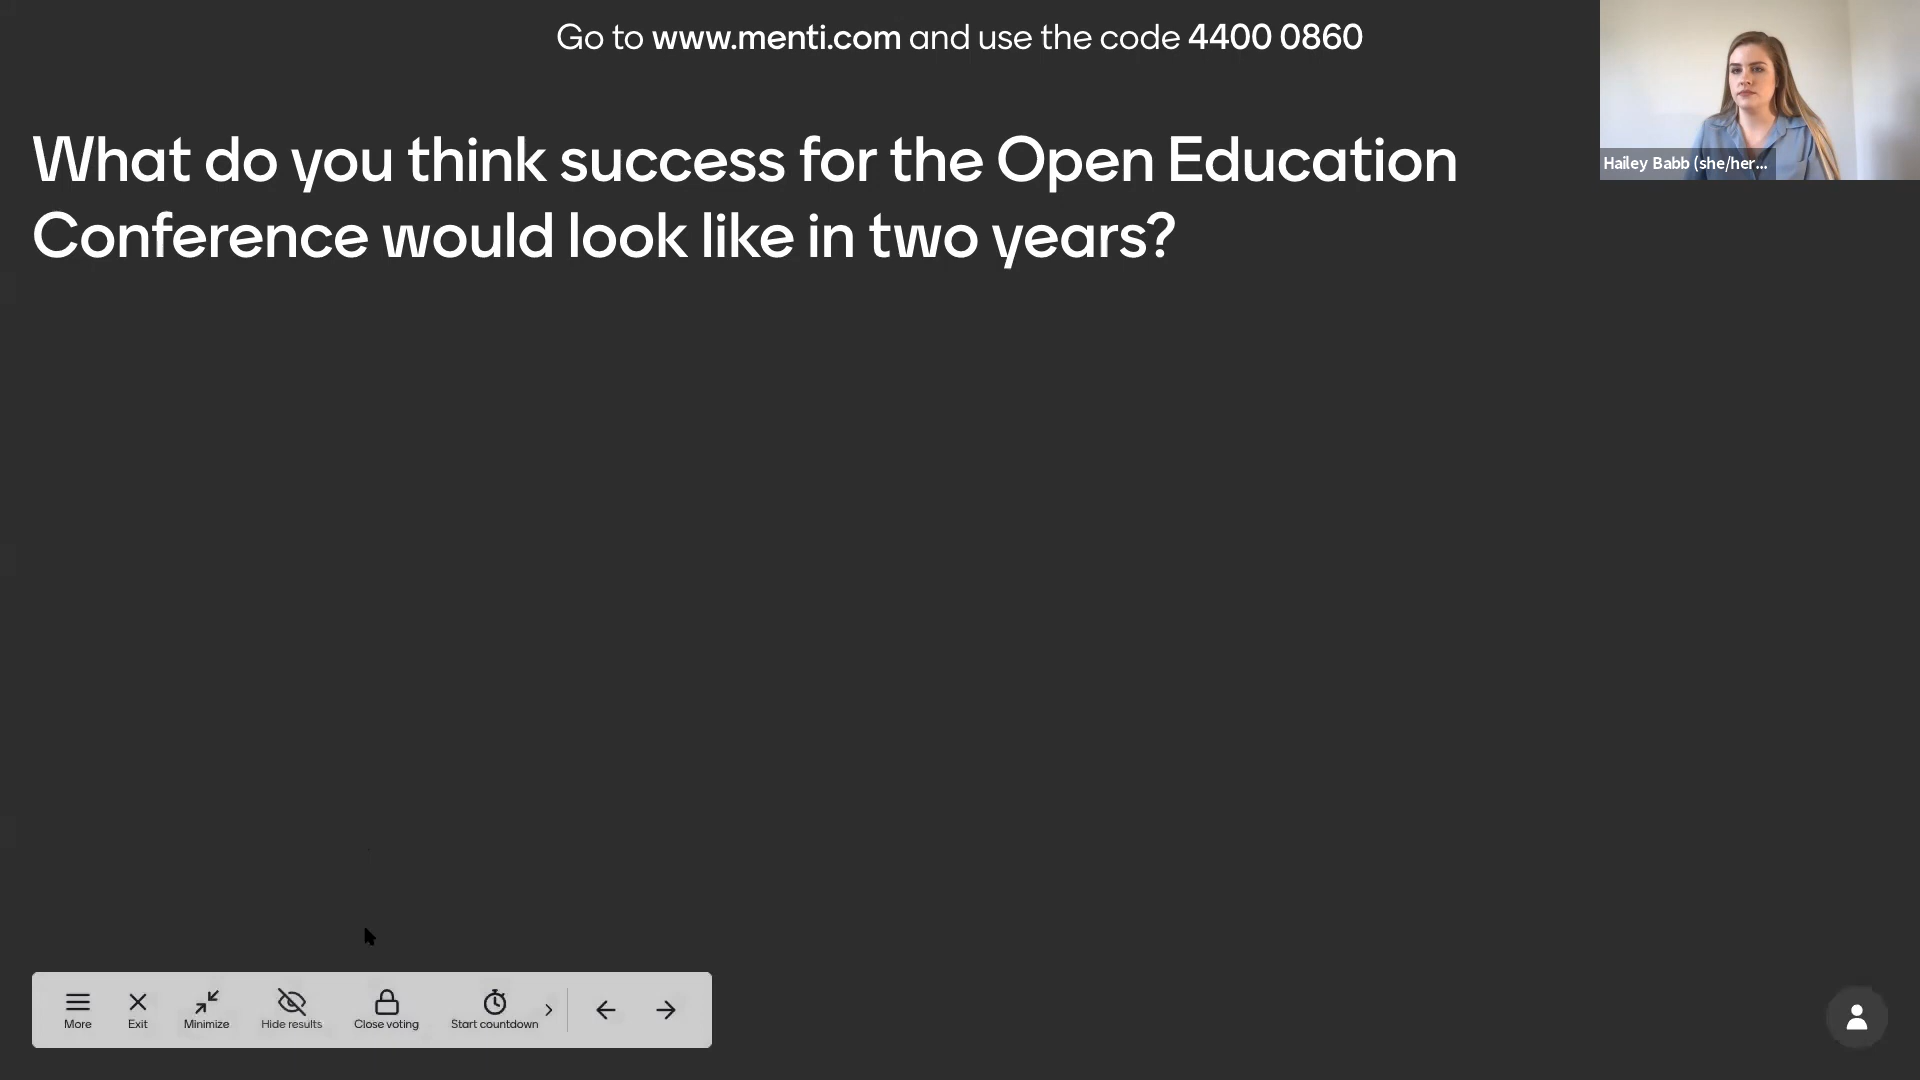 Go to www.menti.com and use the code 4400 0860
What do you think success for the Open Education
Conference would look like in two years?
Hailey Babb (she/her...
More
Exit
Minimize
Hide results
Close voting
Start countdown